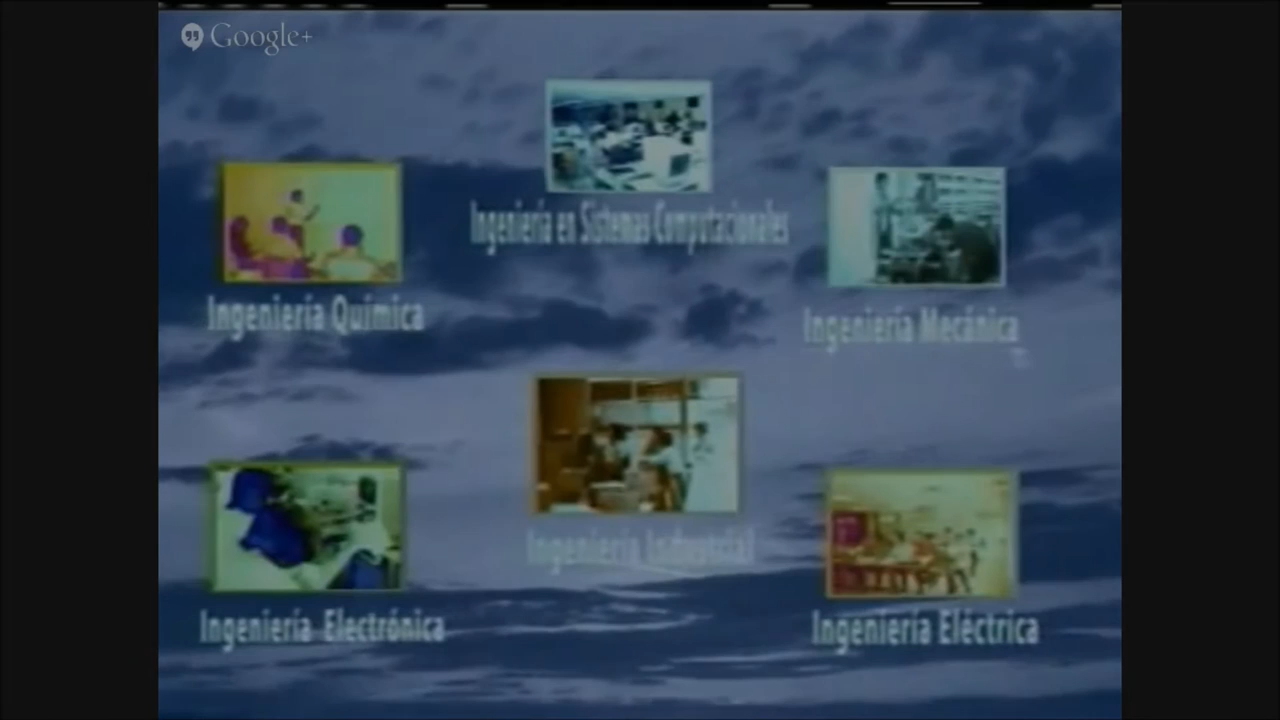 Google+
Ingeniería en Sistemas Computacionales
Ingeniería Química
Ingeniería Mecánica
Ingeniería Industrial
Ingeniería Electrónica
Ingeniería Eléctrica